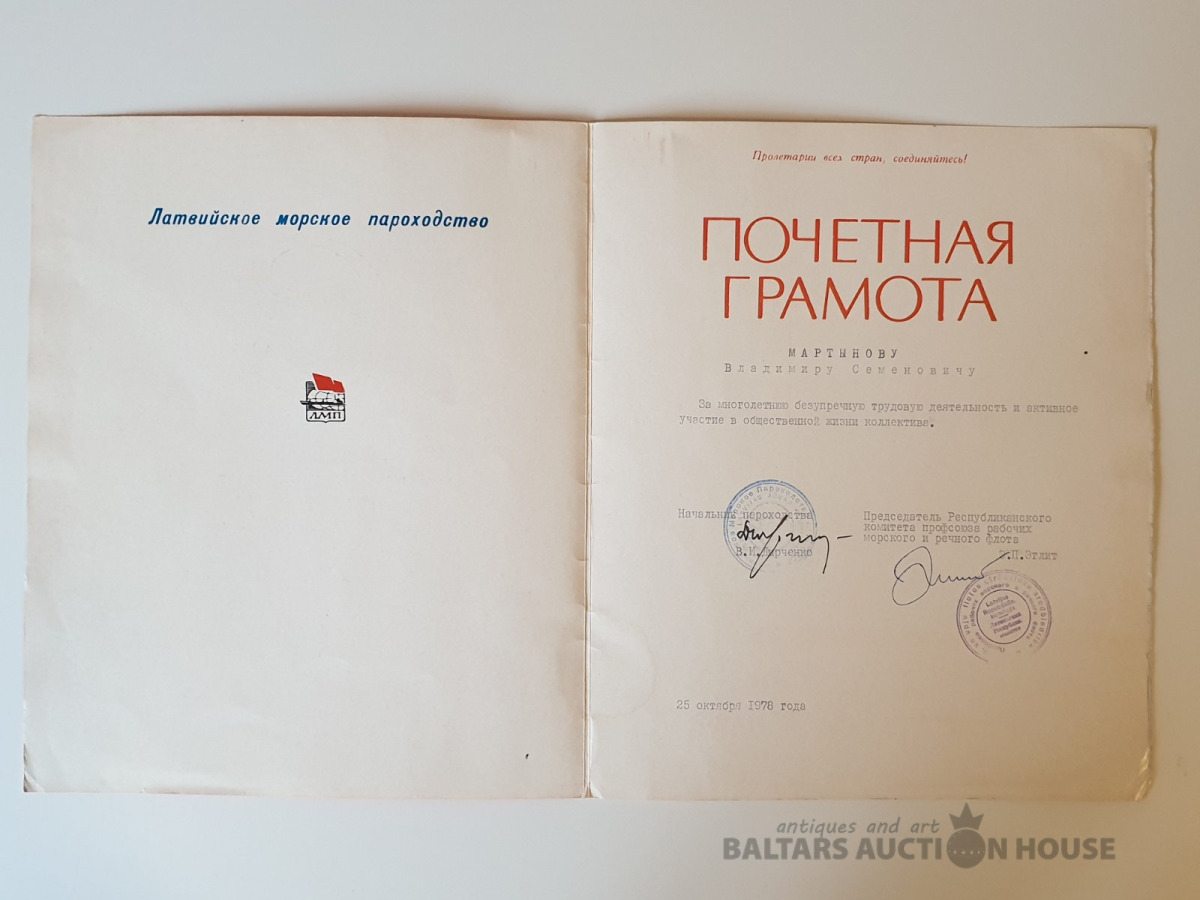 Латвийское морское пароходство
ЛМП
Пролетарии всех стран, соединяйтесь!
ПОЧЕТНАЯ
ГРАМОТА
МАРТЫНОВУ
Владимиру Семеновичу
За многолетнюю безупречную трудовую деятельность и активное
участие в общественной жизни коллектива.
Начальник пароходства
Председатель Республиканского
комитета профсоюза рабочих
морского и речного флота
В.И.
Э.П.Эглит
25 октября 1978 года
antiques and art
BALTARS AUCTION HOUSE